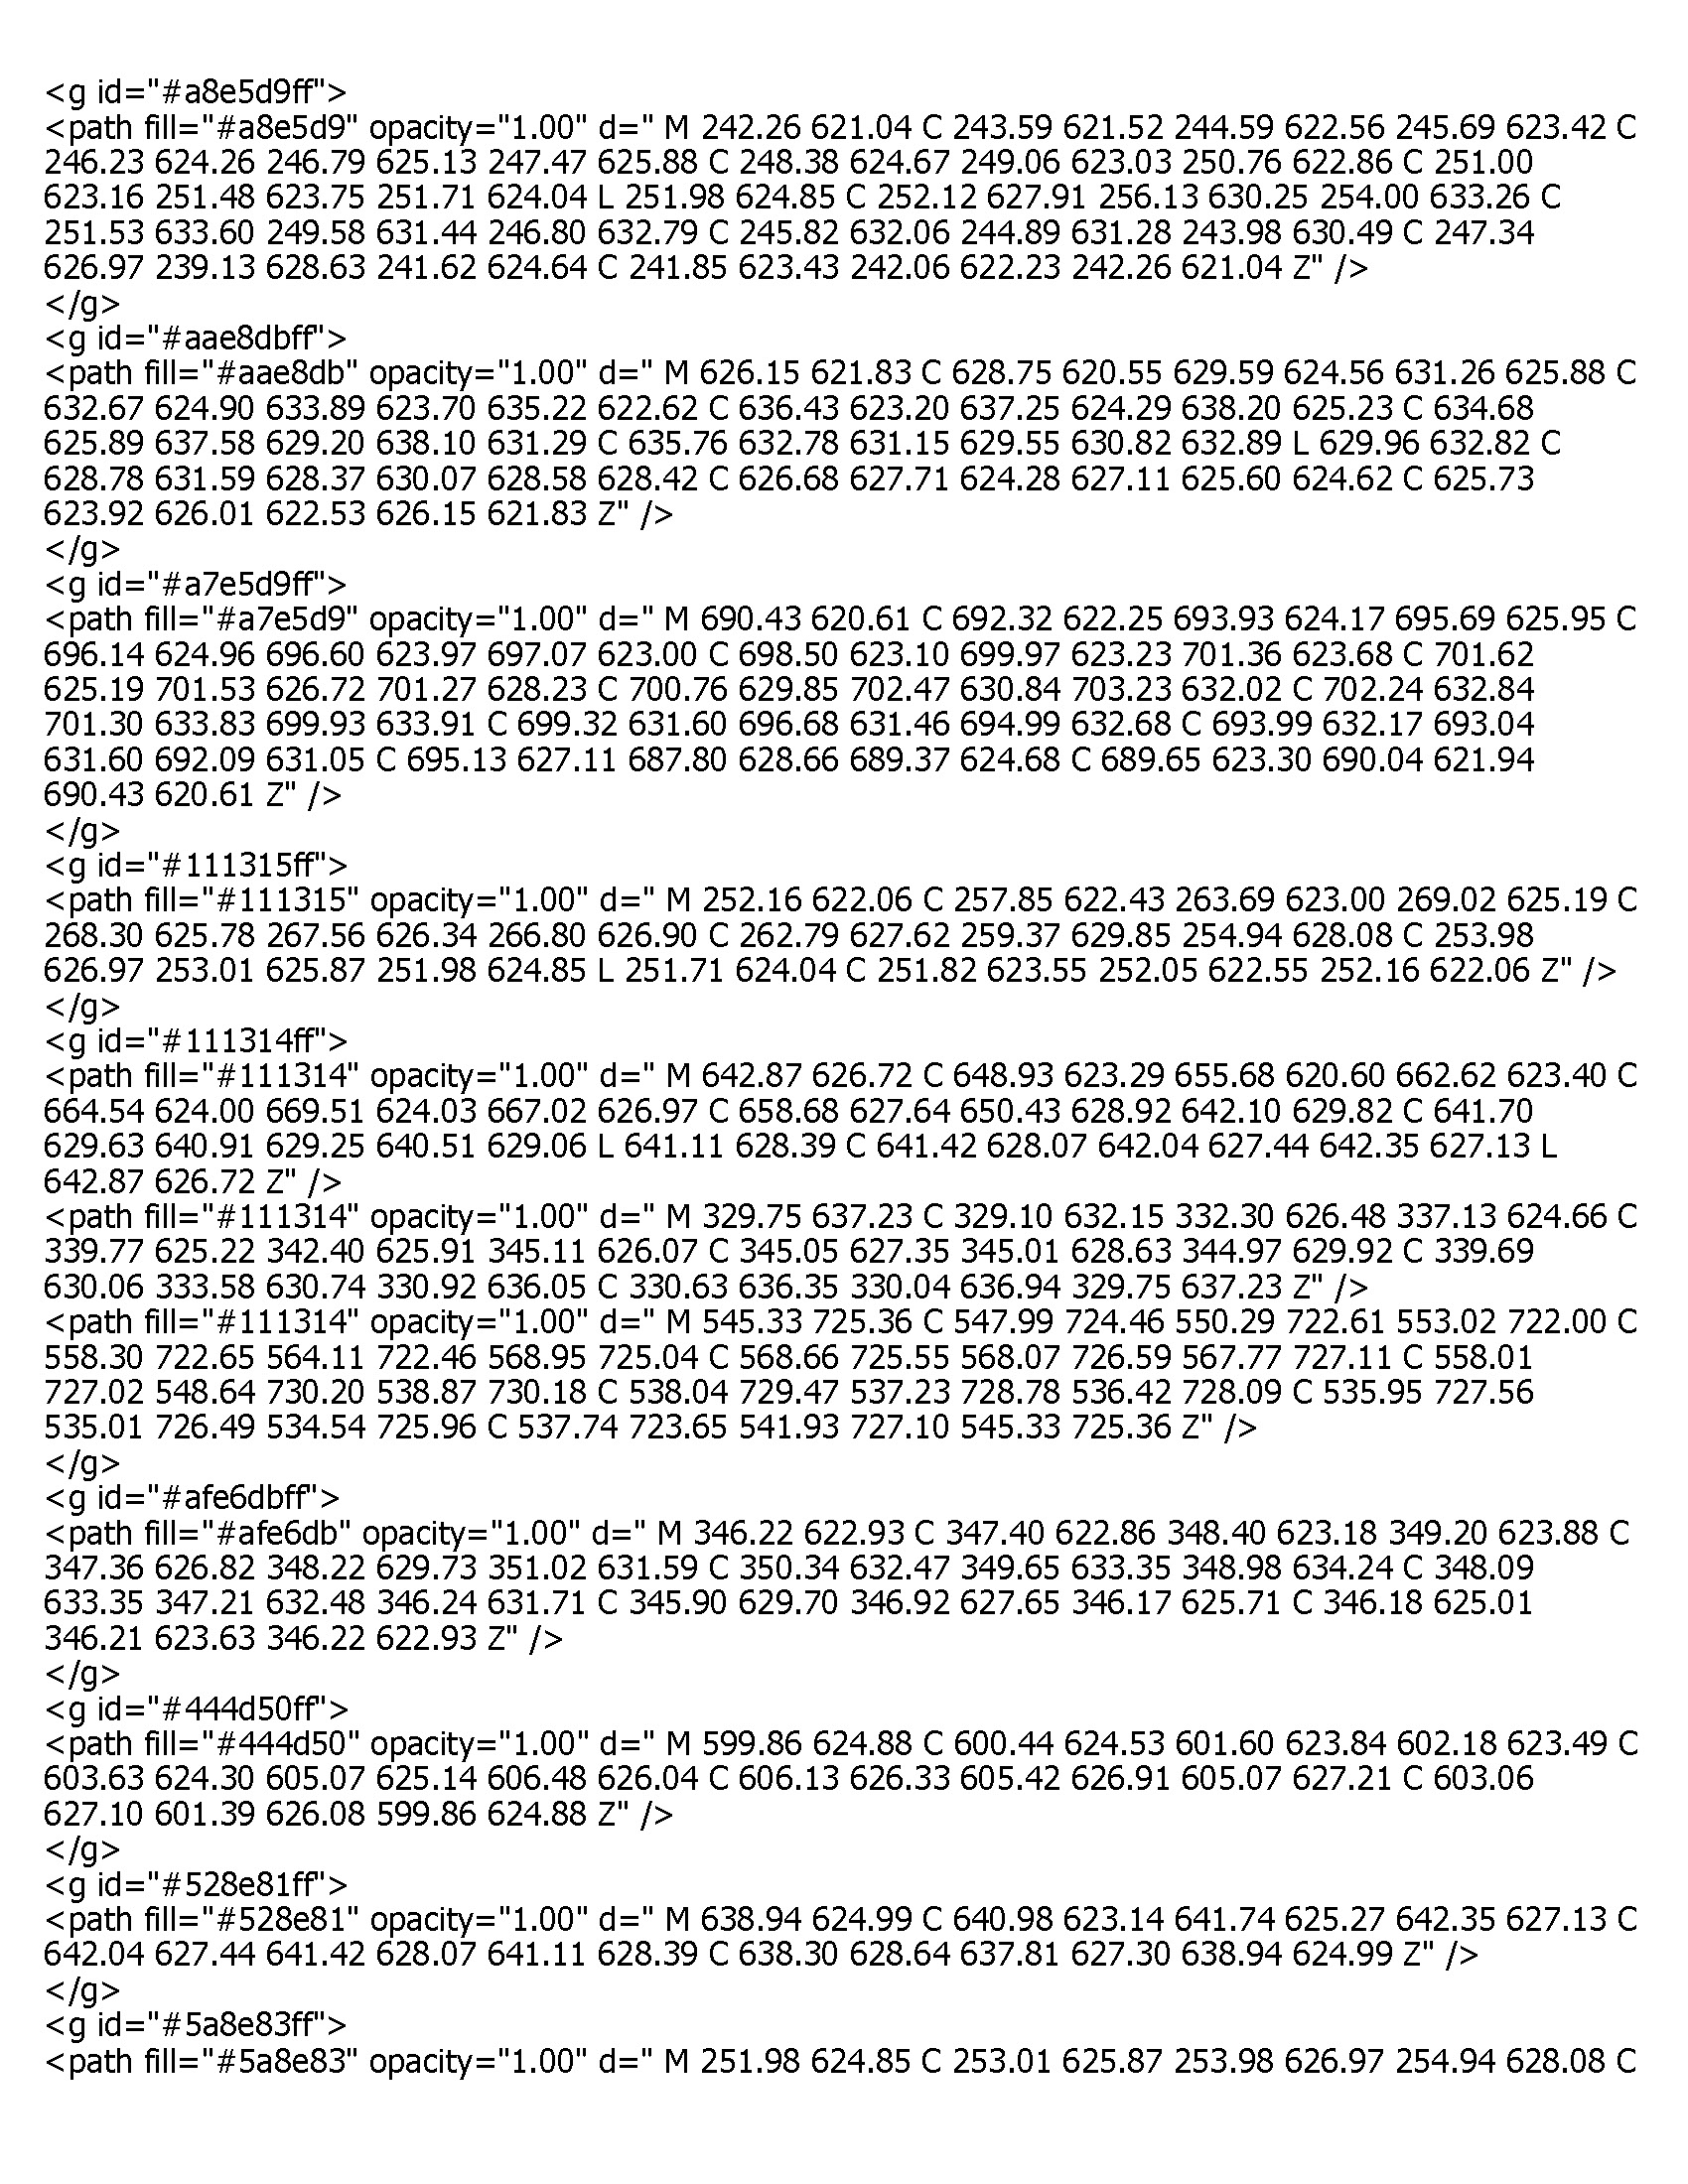 <g id="#a8e5d9ff">
<path fill="#a8e5d9" opacity="1.00" d=" M 242.26 621.04 C 243.59 621.52 244.59 622.56 245.69 623.42 C
246.23 624.26 246.79 625.13 247.47 625.88 C 248.38 624.67 249.06 623.03 250.76 622.86 C 251.00
623.16 251.48 623.75 251.71 624.04 L 251.98 624.85 C 252.12 627.91 256.13 630.25 254.00 633.26 C
251.53 633.60 249.58 631.44 246.80 632.79 C 245.82 632.06 244.89 631.28 243.98 630.49 C 247.34
626.97 239.13 628.63 241.62 624.64 C 241.85 623.43 242.06 622.23 242.26 621.04 Z" />
</g>
<g id="#aae8dbff">
<path fill="#aae8db" opacity="1.00" d=" M 626.15 621.83 C 628.75 620.55 629.59 624.56 631.26 625.88 C
632.67 624.90 633.89 623.70 635.22 622.62 C 636.43 623.20 637.25 624.29 638.20 625.23 C 634.68
625.89 637.58 629.20 638.10 631.29 C 635.76 632.78 631.15 629.55 630.82 632.89 L 629.96 632.82 C
628.78 631.59 628.37 630.07 628.58 628.42 C 626.68 627.71 624.28 627.11 625.60 624.62 C 625.73
623.92 626.01 622.53 626.15 621.83 Z" />
</g>
<g id="#a7e5d9ff">
<path fill="#a7e5d9" opacity="1.00" d=" M 690.43 620.61 C 692.32 622.25 693.93 624.17 695.69 625.95 C
696.14 624.96 696.60 623.97 697.07 623.00 C 698.50 623.10 699.97 623.23 701.36 623.68 C 701.62
625.19 701.53 626.72 701.27 628.23 C 700.76 629.85 702.47 630.84 703.23 632.02 C 702.24 632.84
701.30 633.83 699.93 633.91 C 699.32 631.60 696.68 631.46 694.99 632.68 C 693.99 632.17 693.04
631.60 692.09 631.05 C 695.13 627.11 687.80 628.66 689.37 624.68 C 689.65 623.30 690.04 621.94
690.43 620.61 Z" />
</g>
<g id="#111315ff">
<path fill="#111315" opacity="1.00" d=" M 252.16 622.06 C 257.85 622.43 263.69 623.00 269.02 625.19 C
268.30 625.78 267.56 626.34 266.80 626.90 C 262.79 627.62 259.37 629.85 254.94 628.08 C 253.98
626.97 253.01 625.87 251.98 624.85 L 251.71 624.04 C 251.82 623.55 252.05 622.55 252.16 622.06 Z" />
</g>
<g id="#111314ff">
<path fill="#111314" opacity="1.00" d=" M 642.87 626.72 C 648.93 623.29 655.68 620.60 662.62 623.40 C
664.54 624.00 669.51 624.03 667.02 626.97 C 658.68 627.64 650.43 628.92 642.10 629.82 C 641.70
629.63 640.91 629.25 640.51 629.06 L 641.11 628.39 C 641.42 628.07 642.04 627.44 642.35 627.13 L
642.87 626.72 Z" />
<path fill="#111314" opacity="1.00" d=" M 329.75 637.23 C 329.10 632.15 332.30 626.48 337.13 624.66 C
339.77 625.22 342.40 625.91 345.11 626.07 C 345.05 627.35 345.01 628.63 344.97 629.92 C 339.69
630.06 333.58 630.74 330.92 636.05 C 330.63 636.35 330.04 636.94 329.75 637.23 Z" />
<path fill="#111314" opacity="1.00" d=" M 545.33 725.36 C 547.99 724.46 550.29 722.61 553.02 722.00 C
558.30 722.65 564.11 722.46 568.95 725.04 C 568.66 725.55 568.07 726.59 567.77 727.11 C 558.01
727.02 548.64 730.20 538.87 730.18 C 538.04 729.47 537.23 728.78 536.42 728.09 C 535.95 727.56
535.01 726.49 534.54 725.96 C 537.74 723.65 541.93 727.10 545.33 725.36 Z" />
</g>
<g id="#afe6dbff">
<path fill="#afe6db" opacity="1.00" d=" M 346.22 622.93 C 347.40 622.86 348.40 623.18 349.20 623.88 C
347.36 626.82 348.22 629.73 351.02 631.59 C 350.34 632.47 349.65 633.35 348.98 634.24 C 348.09
633.35 347.21 632.48 346.24 631.71 C 345.90 629.70 346.92 627.65 346.17 625.71 C 346.18 625.01
346.21 623.63 346.22 622.93 Z" />
</g>
<g id="#444d50ff">
<path fill="#444d50" opacity="1.00" d=" M 599.86 624.88 C 600.44 624.53 601.60 623.84 602.18 623.49 C
603.63 624.30 605.07 625.14 606.48 626.04 C 606.13 626.33 605.42 626.91 605.07 627.21 C 603.06
627.10 601.39 626.08 599.86 624.88 Z" />
</g>
<g id="#528e81ff">
<path fill="#528e81" opacity="1.00" d=" M 638.94 624.99 C 640.98 623.14 641.74 625.27 642.35 627.13 C
642.04 627.44 641.42 628.07 641.11 628.39 C 638.30 628.64 637.81 627.30 638.94 624.99 Z" />
</g>
<g id="#5a8e83ff">
<path fill="#5a8e83" opacity="1.00" d=" M 251.98 624.85 C 253.01 625.87 253.98 626.97 254.94 628.08 C